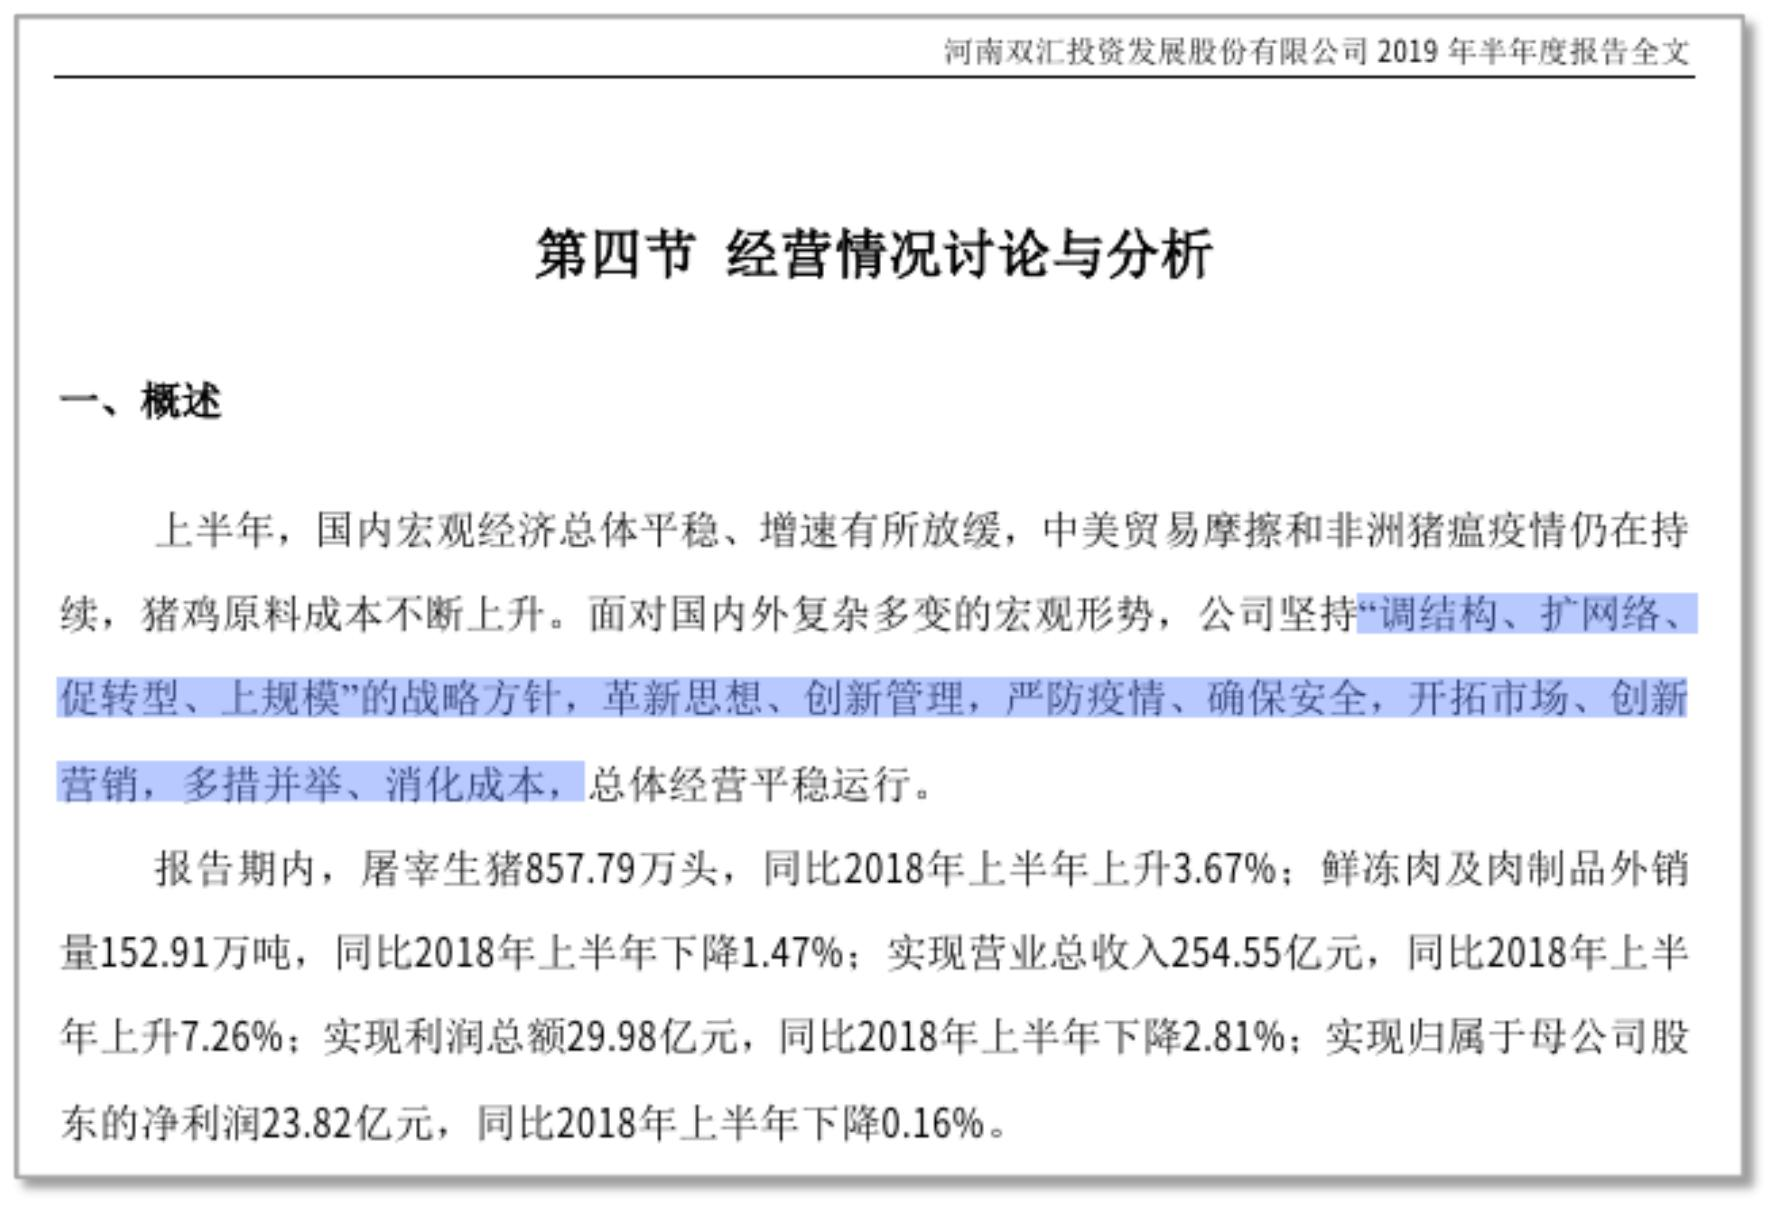 河南双汇投资发展股份有限公司 2019 年半年度报告全文
第四节 经营情况讨论与分析
一、概述
上半年，国内宏观经济总体平稳、增速有所放缓，中美贸易摩擦和非洲猪瘟疫情仍在持
续，猪鸡原料成本不断上升。面对国内外复杂多变的宏观形势，公司坚持“调结构、扩网络、
促转型、上规模”的战略方针，革新思想、创新管理，严防疫情、确保安全，开拓市场、创新
营销，多措并举、消化成本，总体经营平稳运行。
报告期内，屠宰生猪857.79万头，同比2018年上半年上升3.67%；鲜冻肉及肉制品外销
量152.91万吨，同比2018年上半年下降1.47%；实现营业总收入254.55亿元，同比2018年上半
年上升7.26%；实现利润总额29.98亿元，同比2018年上半年下降2.81%；实现归属于母公司股
东的净利润23.82亿元，同比2018年上半年下降0.16%。